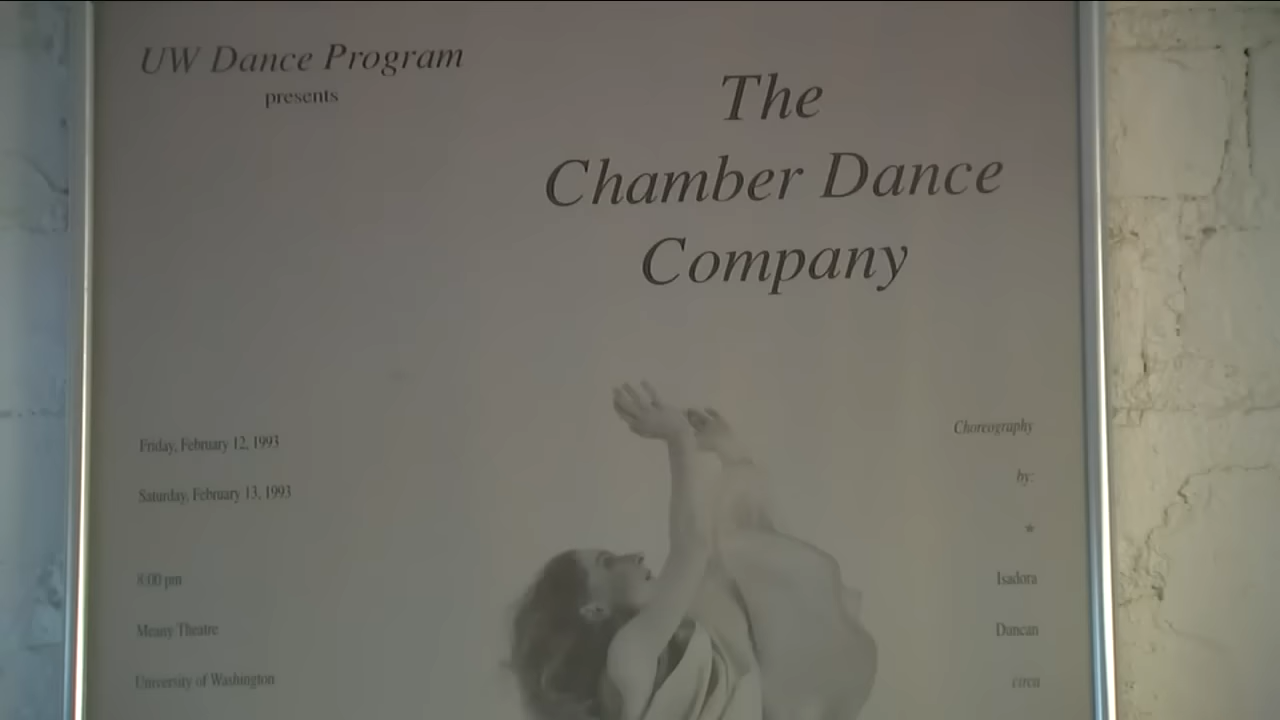 UW Dance Program
presents
The
Chamber Dance
Company
Friday, February 12, 1993
Saturday, February 13, 1993
8:00 pm
Meany Theatre
University of Washington
Choreography
by:
★
Isadora
Duncan
circa